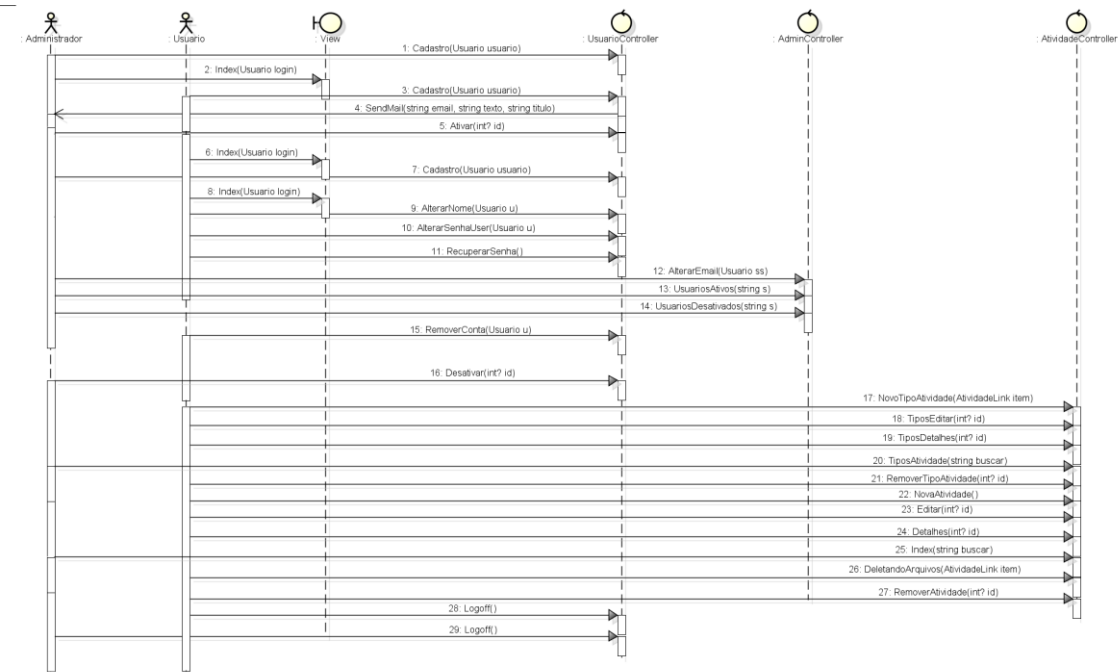 : Administrador
: Usuario
: View
: UsuarioController
: AdminController
: AtividadeController
1: Cadastro(Usuario usuario)
2: Index(Usuario login)
3: Cadastro(Usuario usuario)
4: SendMail(string email, string texto, string titulo)
5: Ativar(int? id)
6: Index(Usuario login)
7: Cadastro(Usuario usuario)
8: Index(Usuario login)
9: AlterarNome(Usuario u)
10: AlterarSenhaUser(Usuario u)
11: RecuperarSenha()
12: AlterarEmail(Usuario ss)
13: UsuariosAtivos(string s)
14: UsuariosDesativados(string s)
15: RemoverConta(Usuario u)
16: Desativar(int? id)
17: NovoTipoAtividade(AtividadeLink item)
18: TiposEditar(int? id)
19: TiposDetalhes(int? id)
20: TiposAtividade(string buscar)
21: RemoverTipoAtividade(int? id)
22: NovaAtividade()
23: Editar(int? id)
24: Detalhes(int? id)
25: Index(string buscar)
26: DeletandoArquivos(AtividadeLink item)
27: RemoverAtividade(int? id)
28: Logoff()
29: Logoff()